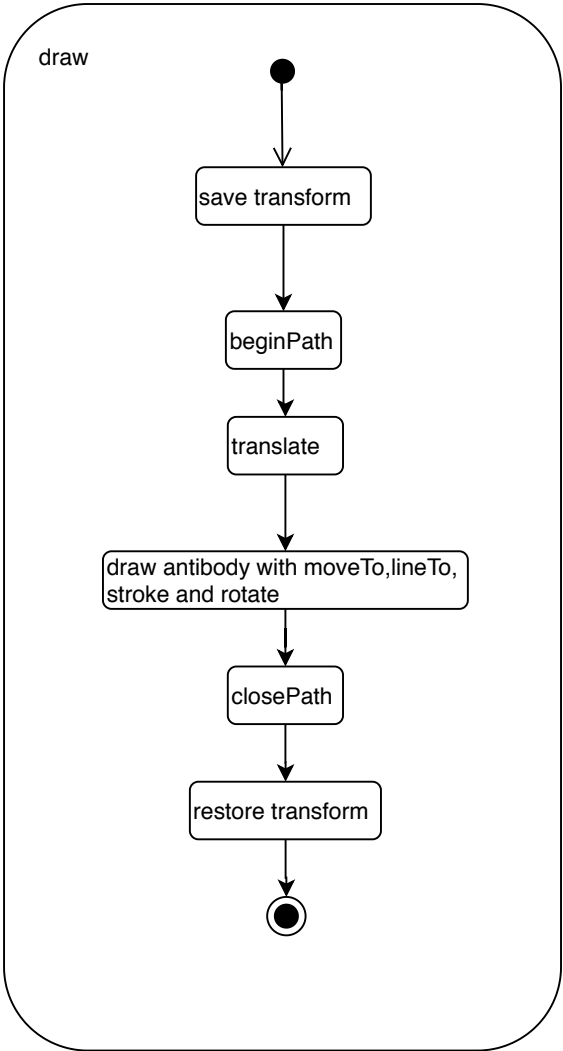 draw
save transform
beginPath
translate
draw antibody with moveTo,lineTo,
stroke and rotate
closePath
restore transform